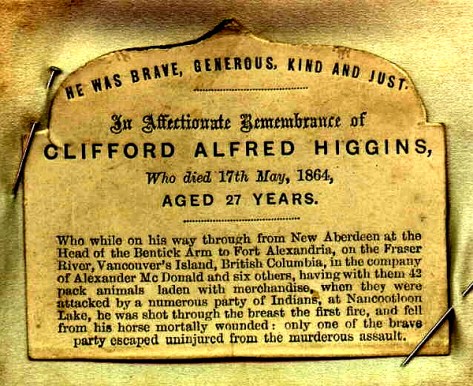 HE WAS BRAVE, GENEROUS, KIND AND JUST.
In Affectionate Remembrance of
CLIFFORD ALFRED HIGGINS,
Who died 17th May, 1864,
AGED 27 YEARS.
Who while on his way through from New Aberdeen at the
Head of the Bentick Arm to Fort Alexandria, on the Fraser
River, Vancouver's Island, British Columbia, in the company
of Alexander Mc Donald and six others, having with them 42
pack animals laden with merchandise, when they were
attacked by a numerous party of Indians, at Nancootloon
Lake, he was shot through the breast the first fire, and fell
from his horse mortally wounded: only one of the brave
party escaped uninjured from the murderous assault.